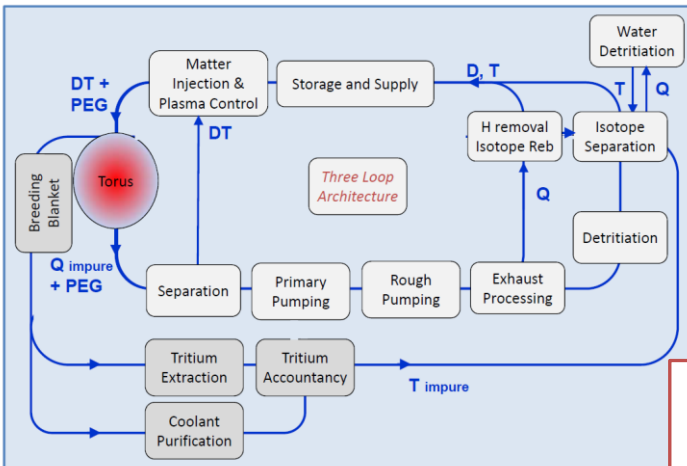 Water
Detritiation
Matter
Injection &
Plasma Control
Storage and Supply
D, T
T
Q
DT +
PEG
DT
H removal
Isotope Reb
Isotope
Separation
Breeding
Blanket
Torus
Three Loop
Architecture
Q
Detritiation
Q impure
+ PEG
Separation
Primary
Pumping
Rough
Pumping
Exhaust
Processing
Tritium
Extraction
Tritium
Accountancy
T impure
Coolant
Purification